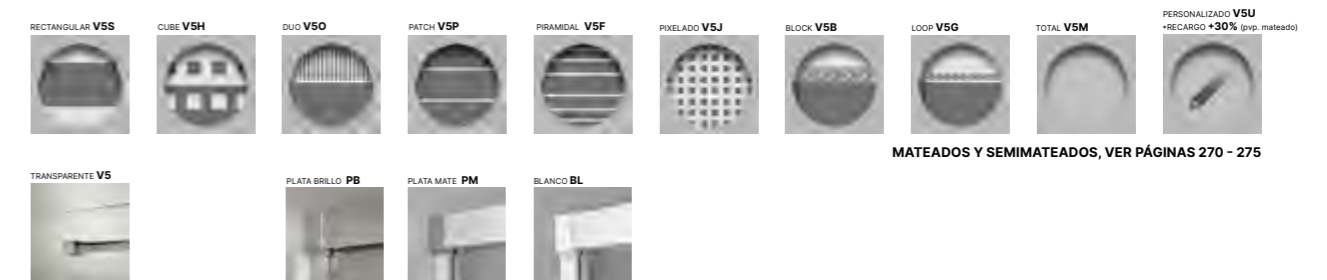 RECTANGULAR V5S
CUBE V5H
DUO V5O
PATCH V5P
PIRAMIDAL V5F
PIXELADO V5J
BLOCK V5B
LOOP V5G
TOTAL V5M
PERSONALIZADO V5U
+RECARGO +30% (pvp. mateado)
MATEADOS Y SEMIMATEADOS, VER PÁGINAS 270 - 275
TRANSPARENTE V5
PLATA BRILLO PB
PLATA MATE PM
BLANCO BL